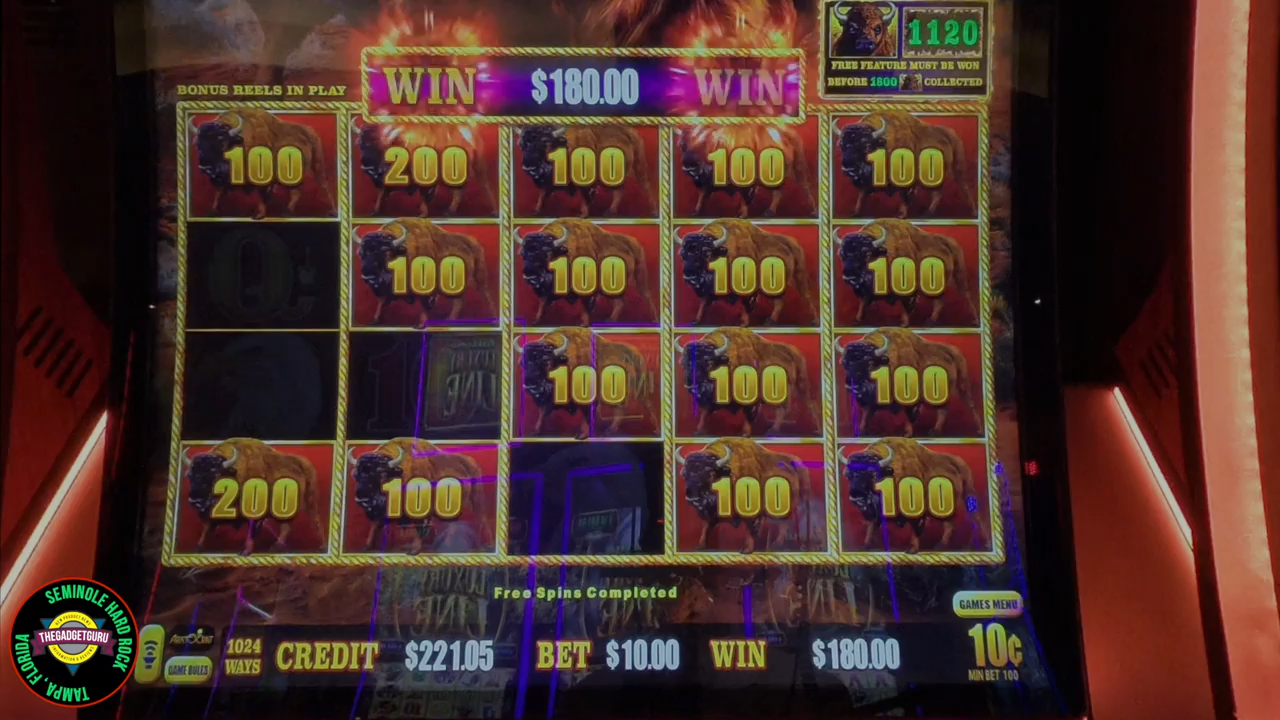 1120
FREE FEATURE MUST BE WON
BEFORE 1800 COLLECTED
BONUS REELS IN PLAY
WIN $180.00 WIN
100 200 100 100 100
100 100 100 100
100 100 100
200 100 100 100
Free Spins Completed
GAMES MENU
ARISTOCRAT
GAME RULES
1024
WAYS
CREDIT $221.05 BET $10.00 WIN $180.00
10¢
MIN BET 100
SEMINOLE HARD ROCK
THEGADGETGURU
TAMPA, FLORIDA